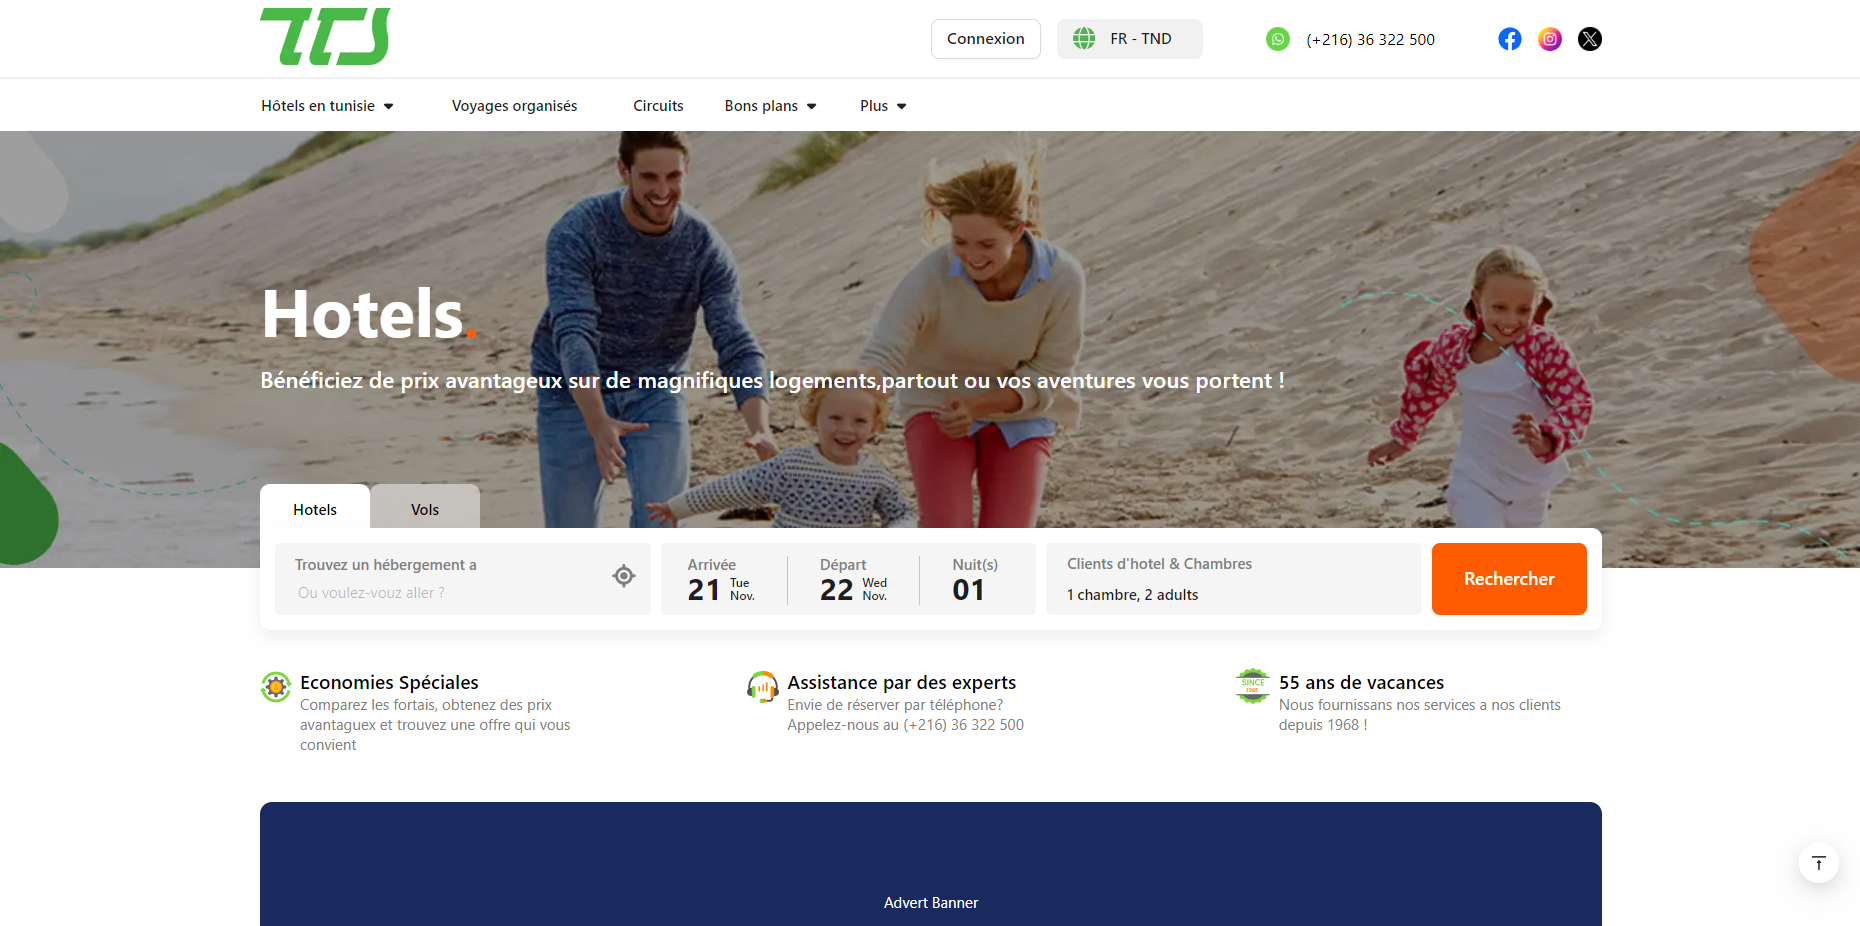 TCS
Connexion
FR - TND
(+216) 36 322 500
Hôtels en tunisie
Voyages organisés
Circuits
Bons plans
Plus
Hotels.
Bénéficiez de prix avantageux sur de magnifiques logements,partout ou vos aventures vous portent !
Hotels
Vols
Trouvez un hébergement a
Ou voulez-vouz aller ?
Arrivée
21 Tue Nov.
Départ
22 Wed Nov.
Nuit(s)
01
Clients d'hotel & Chambres
1 chambre, 2 adults
Rechercher
Economies Spéciales
Comparez les fortais, obtenez des prix
avantaguex et trouvez une offre qui vous
convient
Assistance par des experts
Envie de réserver par téléphone?
Appelez-nous au (+216) 36 322 500
SINCE
1968
55 ans de vacances
Nous fournissans nos services a nos clients
depuis 1968 !
Advert Banner